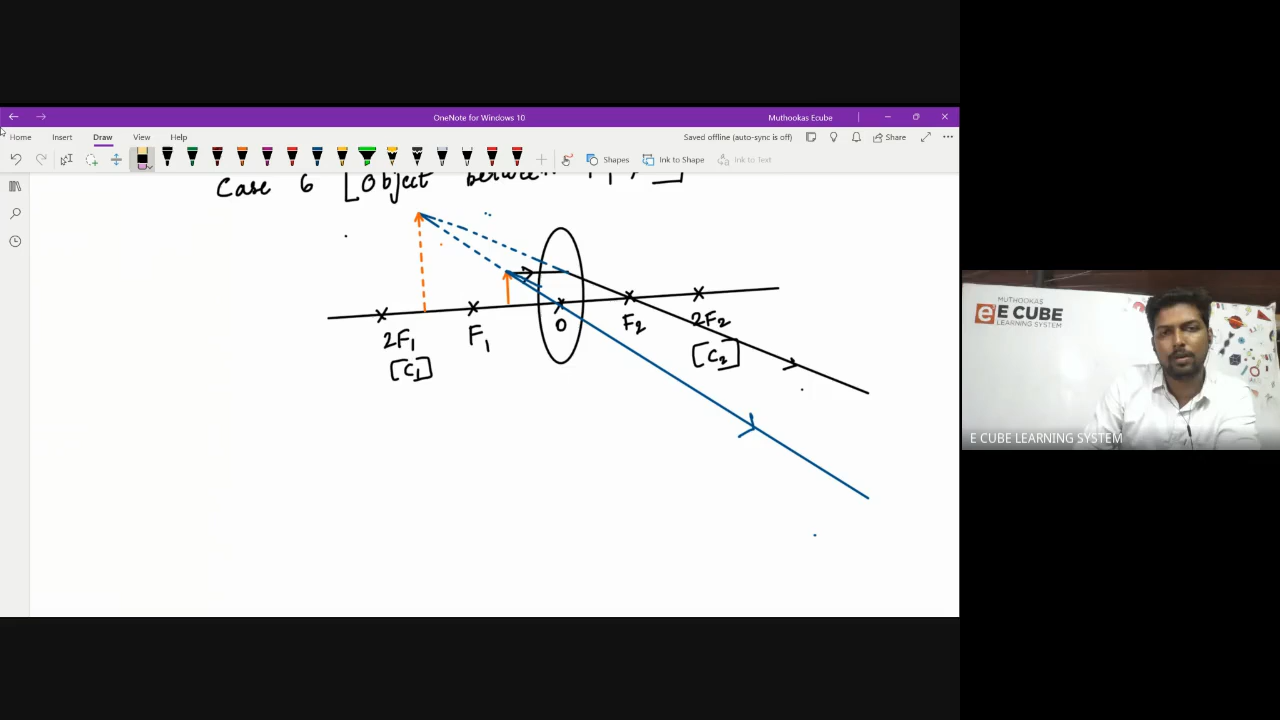 OneNote for Windows 10
Muthookas Ecube
Home Insert Draw View Help
Saved offline (auto-sync is off)
Share
Shapes
Ink to Shape
Ink to Text
Case 6 [Object between
2F₁
[C₁]
F₁
O
F₂
2F₂
[C₂]
MUTHOOKAS
e E CUBE
LEARNING SYSTEM
E CUBE LEARNING SYSTEM